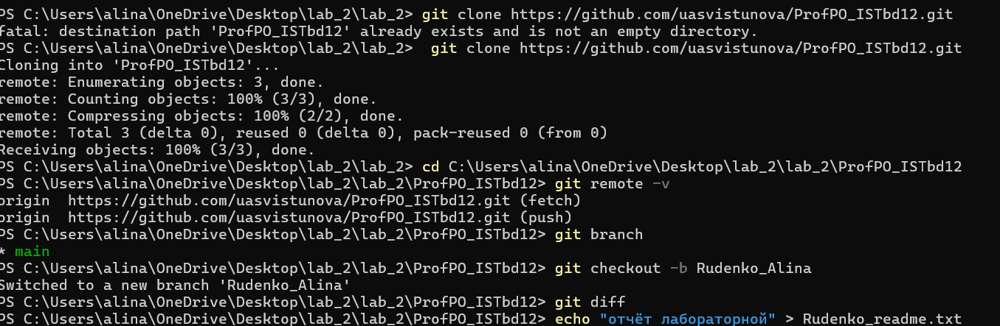 PS C:\Users\alina\OneDrive\Desktop\lab_2\lab_2> git clone https://github.com/uasvistunova/ProfPO_ISTbd12.git
fatal: destination path 'ProfPO_ISTbd12' already exists and is not an empty directory.
PS C:\Users\alina\OneDrive\Desktop\lab_2\lab_2>  git clone https://github.com/uasvistunova/ProfPO_ISTbd12.git
Cloning into 'ProfPO_ISTbd12'...
remote: Enumerating objects: 3, done.
remote: Counting objects: 100% (3/3), done.
remote: Compressing objects: 100% (2/2), done.
remote: Total 3 (delta 0), reused 0 (delta 0), pack-reused 0 (from 0)
Receiving objects: 100% (3/3), done.
PS C:\Users\alina\OneDrive\Desktop\lab_2\lab_2> cd C:\Users\alina\OneDrive\Desktop\lab_2\lab_2\ProfPO_ISTbd12
PS C:\Users\alina\OneDrive\Desktop\lab_2\lab_2\ProfPO_ISTbd12> git remote -v
origin  https://github.com/uasvistunova/ProfPO_ISTbd12.git (fetch)
origin  https://github.com/uasvistunova/ProfPO_ISTbd12.git (push)
PS C:\Users\alina\OneDrive\Desktop\lab_2\lab_2\ProfPO_ISTbd12> git branch
* main
PS C:\Users\alina\OneDrive\Desktop\lab_2\lab_2\ProfPO_ISTbd12> git checkout -b Rudenko_Alina
Switched to a new branch 'Rudenko_Alina'
PS C:\Users\alina\OneDrive\Desktop\lab_2\lab_2\ProfPO_ISTbd12> git diff
PS C:\Users\alina\OneDrive\Desktop\lab_2\lab_2\ProfPO_ISTbd12> echo "отчёт лабораторной" > Rudenko_readme.txt